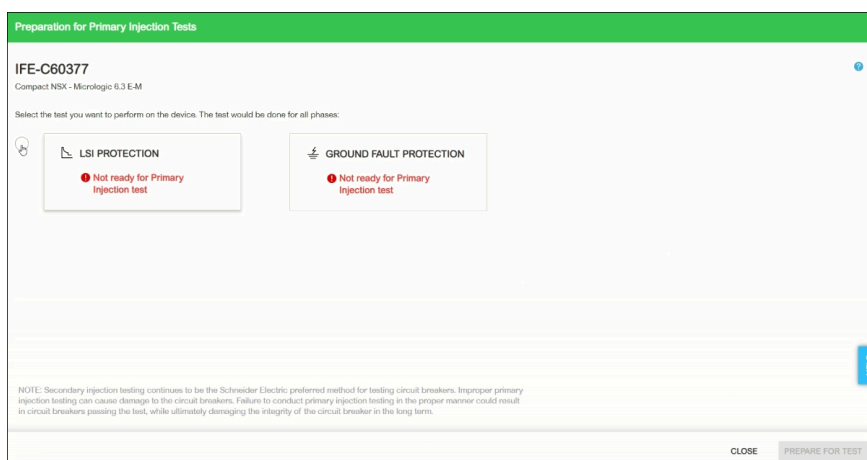 Preparation for Primary Injection Tests
IFE-C60377
Compact NSX - Micrologic 6.3 E-M
Select the test you want to perform on the device. The test would be done for all phases:
LSI PROTECTION
Not ready for Primary
Injection test
GROUND FAULT PROTECTION
Not ready for Primary
Injection test
NOTE: Secondary injection testing continues to be the Schneider Electric preferred method for testing circuit breakers. Improper primary
injection testing can cause damage to the circuit breakers. Failure to conduct primary injection testing in the proper manner could result
in circuit breakers passing the test, while ultimately damaging the integrity of the circuit breaker in the long term.
CLOSE
PREPARE FOR TEST